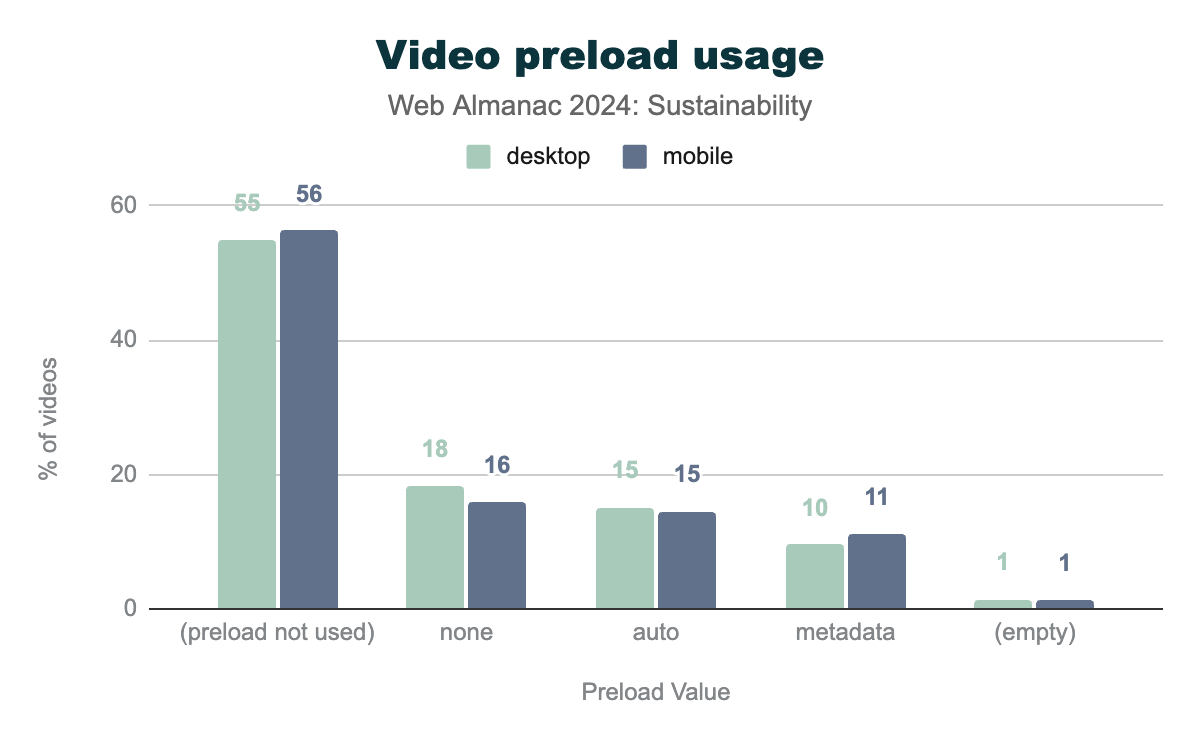 Video preload usage
Web Almanac 2024: Sustainability
desktop mobile
60
40
20
0
% of videos
55 56
18 16
15 15
10 11
1 1
(preload not used) none auto metadata (empty)
Preload Value